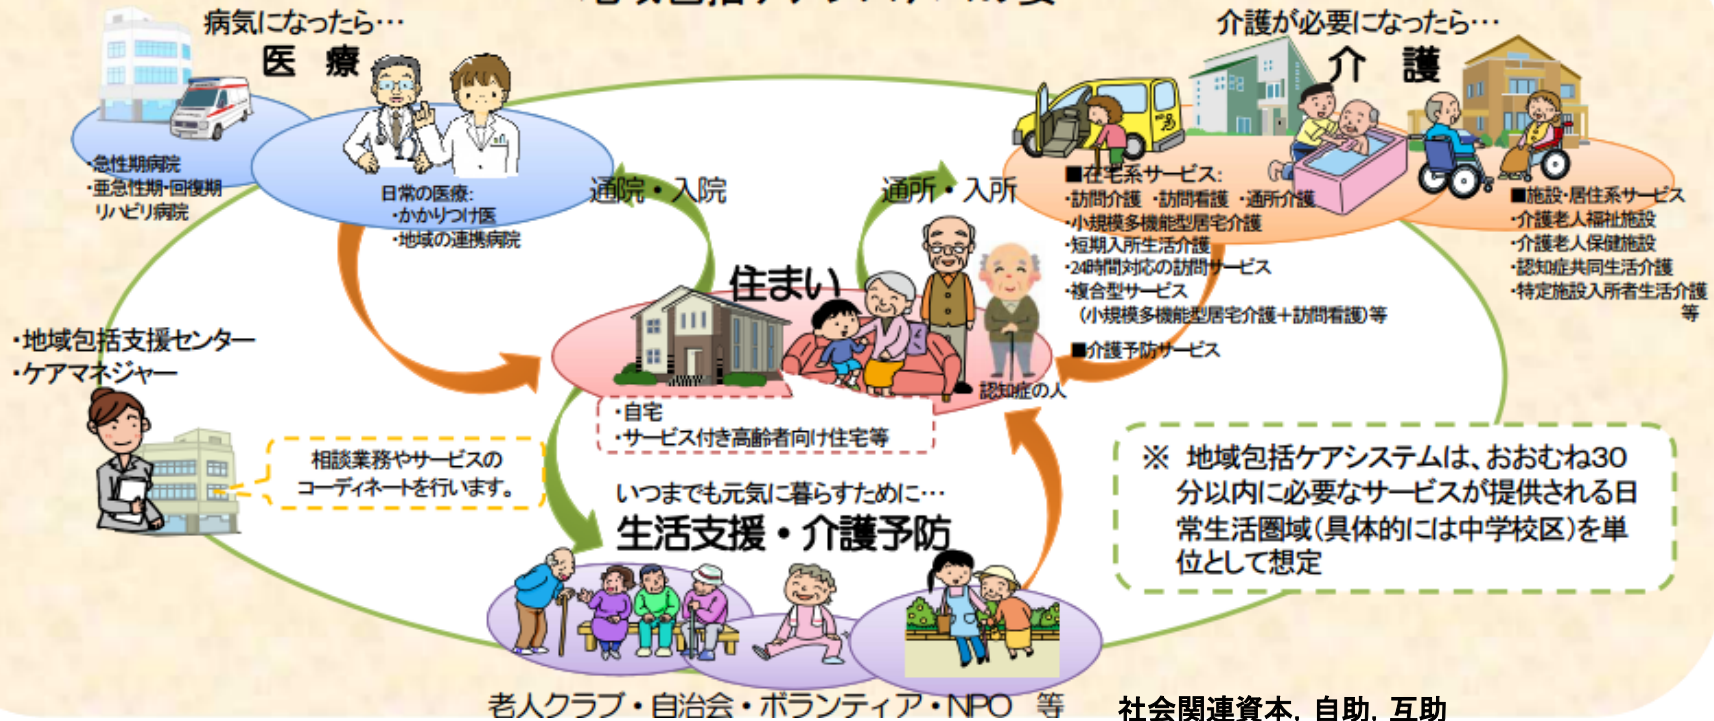 病気になったら…
医 療
介護が必要になったら…
介 護
・急性期病院
・亜急性期・回復期
リハビリ病院
日常の医療:
・かかりつけ医
・地域の連携病院
通院・入院
通所・入所
■在宅系サービス:
・訪問介護 ・訪問看護 ・通所介護
・小規模多機能型居宅介護
・短期入所生活介護
・24時間対応の訪問サービス
・複合型サービス
(小規模多機能型居宅介護+訪問看護)等
■介護予防サービス
■施設・居住系サービス
・介護老人福祉施設
・介護老人保健施設
・認知症共同生活介護
・特定施設入所者生活介護
等
住まい
認知症の人
・自宅
・サービス付き高齢者向け住宅等
・地域包括支援センター
・ケアマネジャー
相談業務やサービスの
コーディネートを行います。
いつまでも元気に暮らすために…
生活支援・介護予防
※ 地域包括ケアシステムは、おおむね30
分以内に必要なサービスが提供される日
常生活圏域(具体的には中学校区)を単
位として想定
老人クラブ・自治会・ボランティア・NPO 等
社会関連資本, 自助, 互助